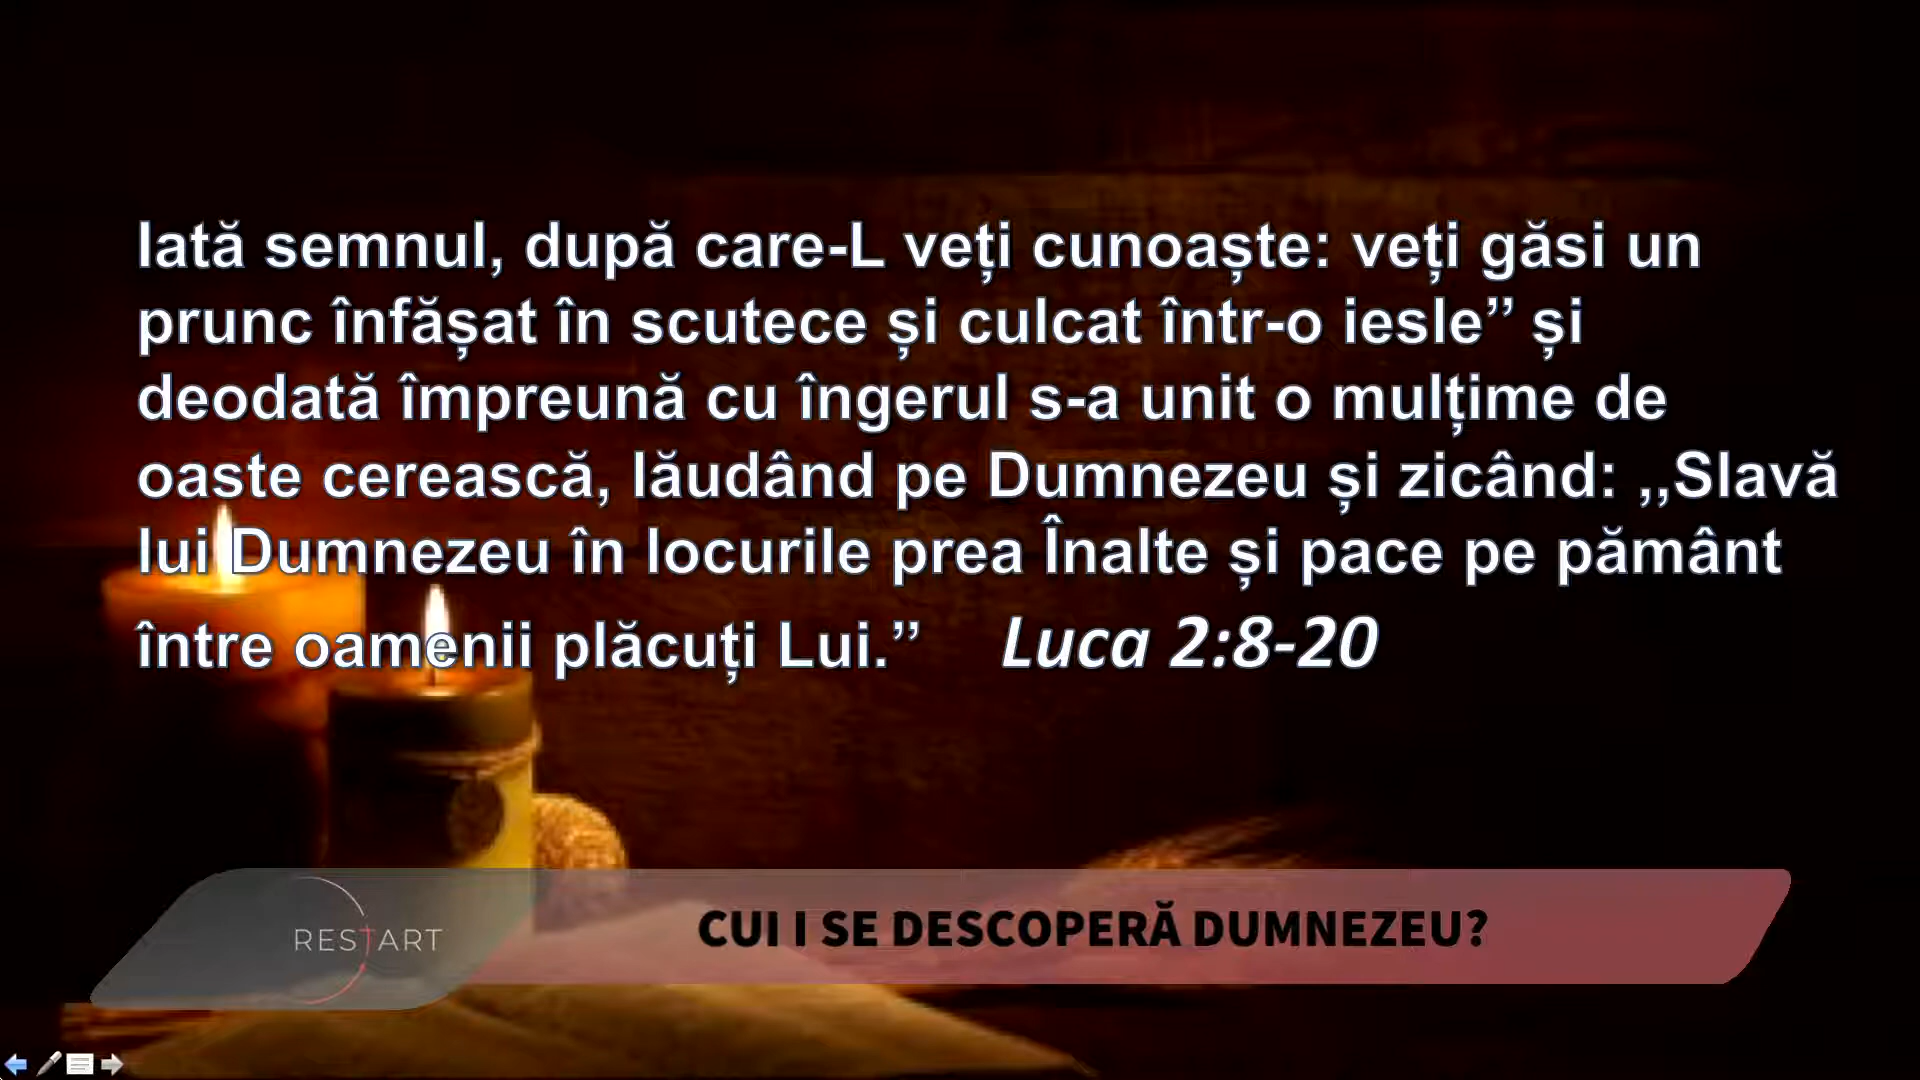 Iată semnul, după care-L veți cunoaște: veți găsi un
prunc înfășat în scutece și culcat într-o iesle” și
deodată împreună cu îngerul s-a unit o mulțime de
oaste cerească, lăudând pe Dumnezeu și zicând: ,,Slavă
lui Dumnezeu în locurile prea Înalte și pace pe pământ
între oamenii plăcuți Lui.” Luca 2:8-20
RESTART
CUI I SE DESCOPERĂ DUMNEZEU?